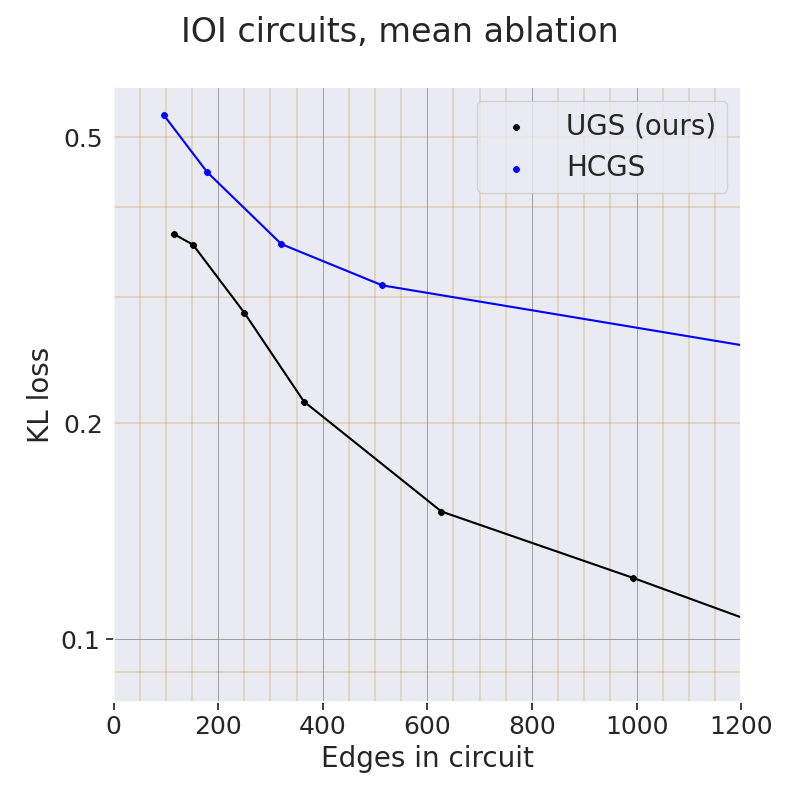 IOI circuits, mean ablation
UGS (ours)
HCGS
0.5
0.2
0.1
KL loss
0 200 400 600 800 1000 1200
Edges in circuit